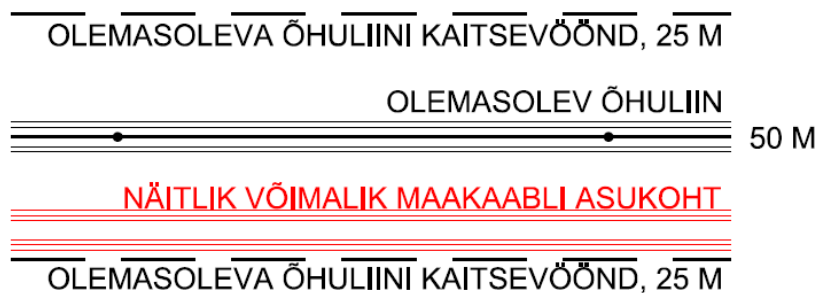 OLEMASOLEVA ÕHULIINI KAITSEVÖÖND, 25 M
OLEMASOLEV ÕHULIIN
50 M
NÄITLIK VÕIMALIK MAAKAABLI ASUKOHT
OLEMASOLEVA ÕHULIINI KAITSEVÖÖND, 25 M